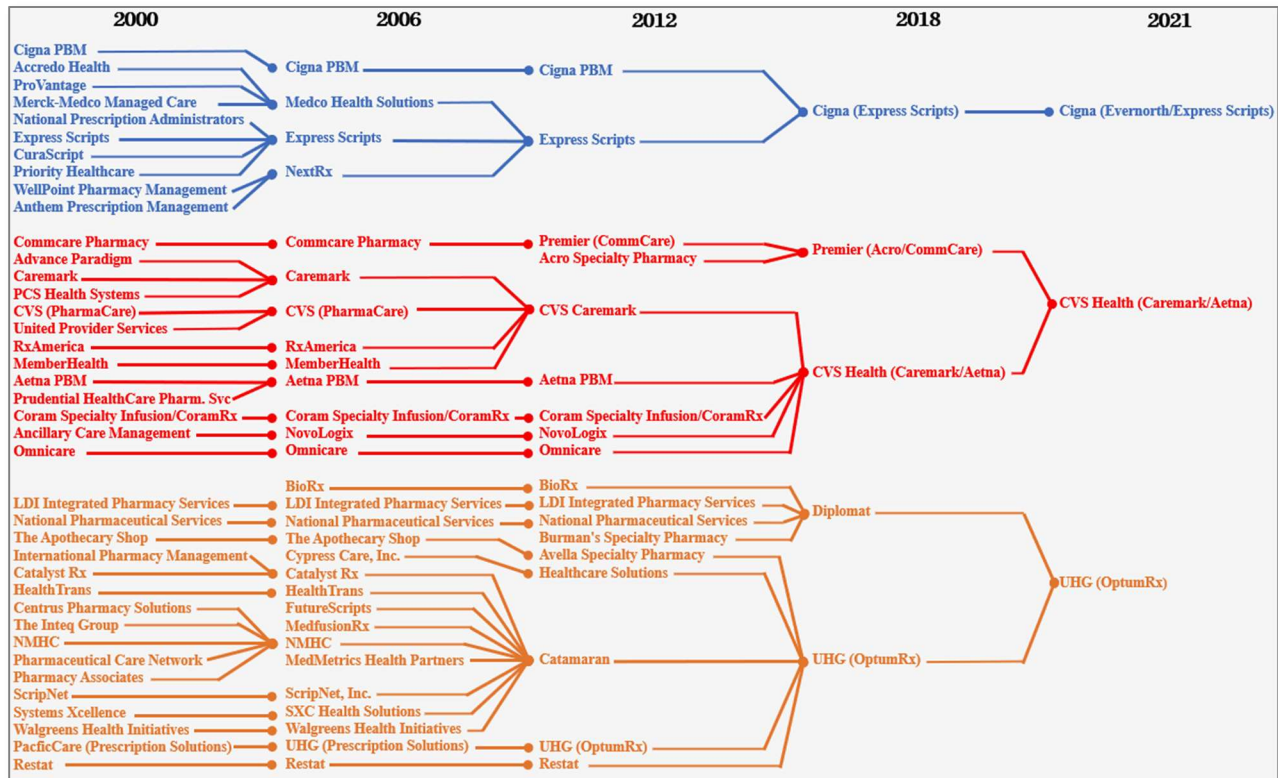 2000 2006 2012 2018 2021
Cigna PBM
Accredo Health Cigna PBM Cigna PBM
ProVantage
Merck-Medco Managed Care Medco Health Solutions Cigna (Express Scripts) Cigna (Evernorth/Express Scripts)
National Prescription Administrators
Express Scripts Express Scripts Express Scripts
CuraScript
Priority Healthcare NextRx
WellPoint Pharmacy Management
Anthem Prescription Management
Commcare Pharmacy Commcare Pharmacy Premier (CommCare) Premier (Acro/CommCare)
Advance Paradigm Acro Specialty Pharmacy
Caremark Caremark
PCS Health Systems CVS Health (Caremark/Aetna)
CVS (PharmaCare) CVS (PharmaCare) CVS Caremark
United Provider Services
RxAmerica RxAmerica
MemberHealth MemberHealth CVS Health (Caremark/Aetna)
Aetna PBM Aetna PBM Aetna PBM
Prudential HealthCare Pharm. Svc
Coram Specialty Infusion/CoramRx Coram Specialty Infusion/CoramRx Coram Specialty Infusion/CoramRx
Ancillary Care Management NovoLogix NovoLogix
Omnicare Omnicare Omnicare
BioRx BioRx
LDI Integrated Pharmacy Services LDI Integrated Pharmacy Services LDI Integrated Pharmacy Services Diplomat
National Pharmaceutical Services National Pharmaceutical Services National Pharmaceutical Services
The Apothecary Shop The Apothecary Shop Burman's Specialty Pharmacy
International Pharmacy Management Cypress Care, Inc. Avella Specialty Pharmacy
Catalyst Rx Catalyst Rx Healthcare Solutions UHG (OptumRx)
HealthTrans HealthTrans
Centrus Pharmacy Solutions FutureScripts
The Inteq Group MedfusionRx
NMHC NMHC
Pharmaceutical Care Network MedMetrics Health Partners Catamaran UHG (OptumRx)
Pharmacy Associates
ScripNet ScripNet, Inc.
Systems Xcellence SXC Health Solutions
Walgreens Health Initiatives Walgreens Health Initiatives
PacficCare (Prescription Solutions) UHG (Prescription Solutions) UHG (OptumRx)
Restat Restat Restat